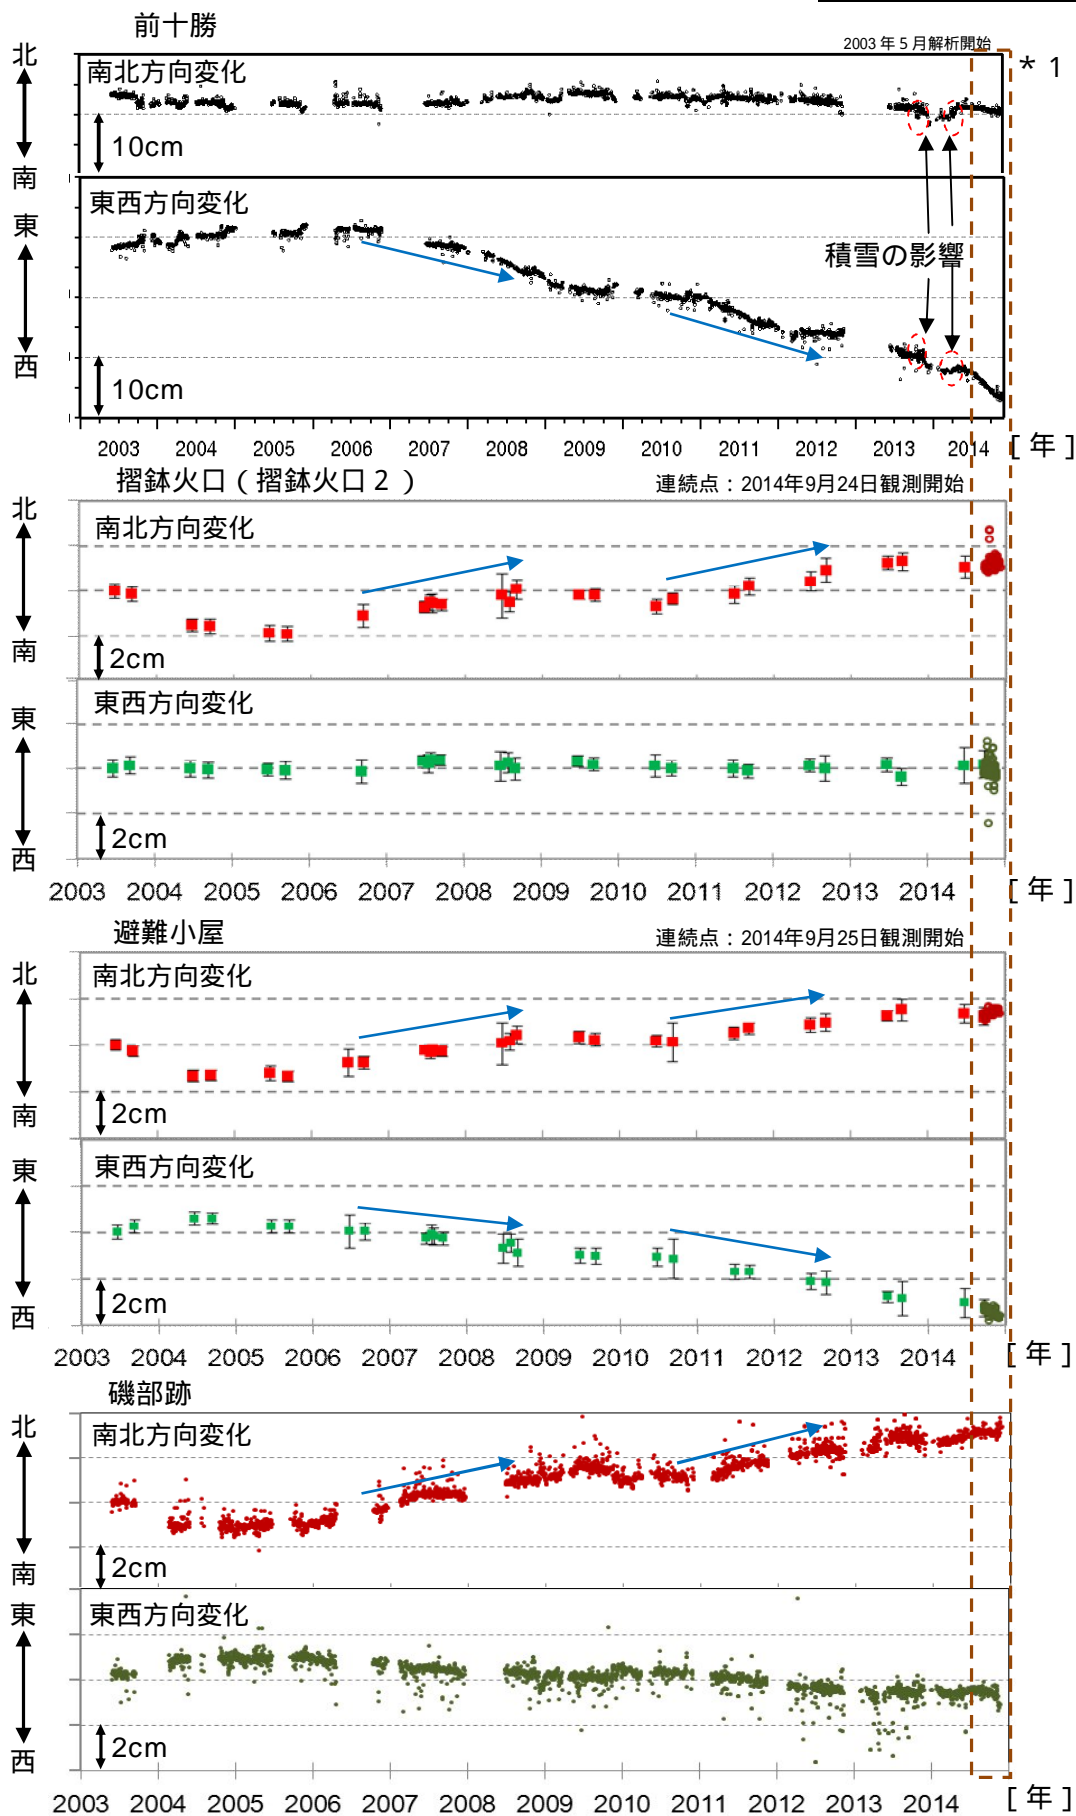 前十勝
2003年5月解析開始
北
南北方向変化
＊1
10cm
南
東西方向変化
東
積雪の影響
西
10cm
2003 2004 2005 2006 2007 2008 2009 2010 2011 2012 2013 2014 [年]
摺鉢火口（摺鉢火口2）
連続点：2014年9月24日観測開始
北
南北方向変化
南
2cm
東西方向変化
東
2cm
西
2003 2004 2005 2006 2007 2008 2009 2010 2011 2012 2013 2014 [年]
避難小屋
連続点：2014年9月25日観測開始
北
南北方向変化
2cm
南
東西方向変化
東
2cm
西
2003 2004 2005 2006 2007 2008 2009 2010 2011 2012 2013 2014 [年]
磯部跡
北
南北方向変化
2cm
南
東西方向変化
東
2cm
西
2003 2004 2005 2006 2007 2008 2009 2010 2011 2012 2013 2014 [年]